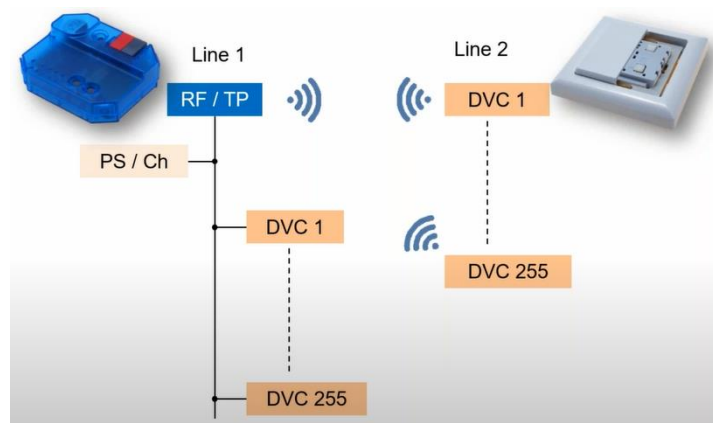 Line 1
Line 2
RF / TP
DVC 1
PS / Ch
DVC 1
DVC 255
DVC 255